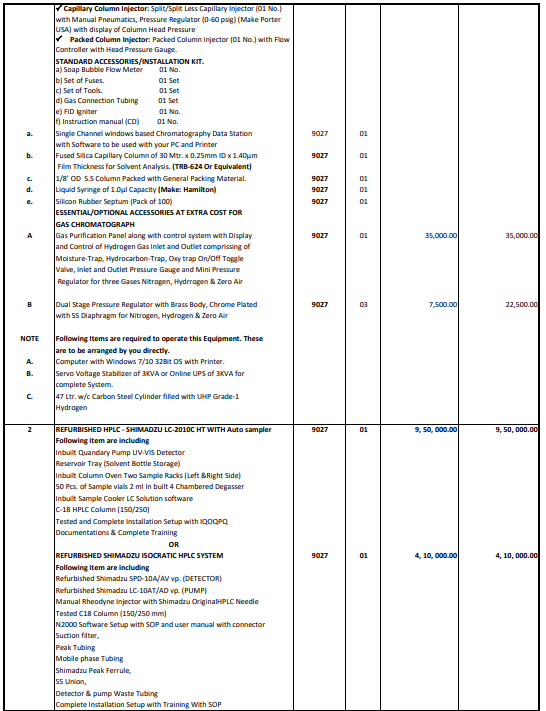 ✔ Capillary Column Injector: Split/Split Less Capillary Injector (01 No.)
with Manual Pneumatics, Pressure Regulator (0-60 psig) (Make Porter
USA) with display of Column Head Pressure
✔ Packed Column Injector: Packed Column Injector (01 No.) with Flow
Controller with Head Pressure Gauge.
STANDARD ACCESSORIES/INSTALLATION KIT.
a) Soap Bubble Flow Meter 01 No.
b) Set of Fuses. 01 Set
c) Set of Tools. 01 Set
d) Gas Connection Tubing 01 Set
e) FID Igniter 01 No.
f) Instruction manual (CD) 01 No.
a. Single Channel windows based Chromatography Data Station 9027 01
with Software to be used with your PC and Printer
b. Fused Silica Capillary Column of 30 Mtr. x 0.25mm ID x 1.40µm 9027 01
Film Thickness for Solvent Analysis. (TRB-624 Or Equivalent)
c. 1/8' OD S.S Column Packed with General Packing Material. 9027 01
d. Liquid Syringe of 1.0µl Capacity (Make: Hamilton) 9027 01
e. Silicon Rubber Septum (Pack of 100) 9027 01
ESSENTIAL/OPTIONAL ACCESSORIES AT EXTRA COST FOR
GAS CHROMATOGRAPH
A Gas Purification Panel along with control system with Display 9027 01 35,000.00 35,000.00
and Control of Hydrogen Gas Inlet and Outlet comprissing of
Moisture-Trap, Hydrocarbon-Trap, Oxy trap On/Off Toggle
Valve, Inlet and Outlet Pressure Gauge and Mini Pressure
Regulator for three Gases Nitrogen, Hydrrogen & Zero Air
B Dual Stage Pressure Regulator with Brass Body, Chrome Plated 9027 03 7,500.00 22,500.00
with SS Diaphragm for Nitrogen, Hydrogen & Zero Air
NOTE Following Items are required to operate this Equipment. These
are to be arranged by you directly.
A. Computer with Windows 7/10 32Bit OS with Printer.
B. Servo Voltage Stabilizer of 3KVA or Online UPS of 3KVA for
complete System.
C. 47 Ltr. w/c Carbon Steel Cylinder filled with UHP Grade-1
Hydrogen
2 REFURBISHED HPLC - SHIMADZU LC-2010C HT WITH Auto sampler 9027 01 9, 50, 000.00 9, 50, 000.00
Following item are including
Inbuilt Quandary Pump UV-VIS Detector
Reservoir Tray (Solvent Bottle Storage)
Inbuilt Column Oven Two Sample Racks (Left &Right Side)
50 Pcs. of Sample vials 2 ml In built 4 Chambered Degasser
Inbuilt Sample Cooler LC Solution software
C-18 HPLC Column (150/250)
Tested and Complete Installation Setup with IQOQPQ
Documentations & Complete Training
OR
REFURBISHED SHIMADZU ISOCRATIC HPLC SYSTEM 9027 01 4, 10, 000.00 4, 10, 000.00
Following item are including
Refurbished Shimadzu SPD-10A/AV vp. (DETECTOR)
Refurbished Shimadzu LC-10AT/AD vp. (PUMP)
Manual Rheodyne Injector with Shimadzu OriginalHPLC Needle
Tested C18 Column (150/250 mm)
N2000 Software Setup with SOP and user manual with connector
Suction filter,
Peak Tubing
Mobile phase Tubing
Shimadzu Peak Ferrule,
SS Union,
Detector & pump Waste Tubing
Complete Installation Setup with Training With SOP